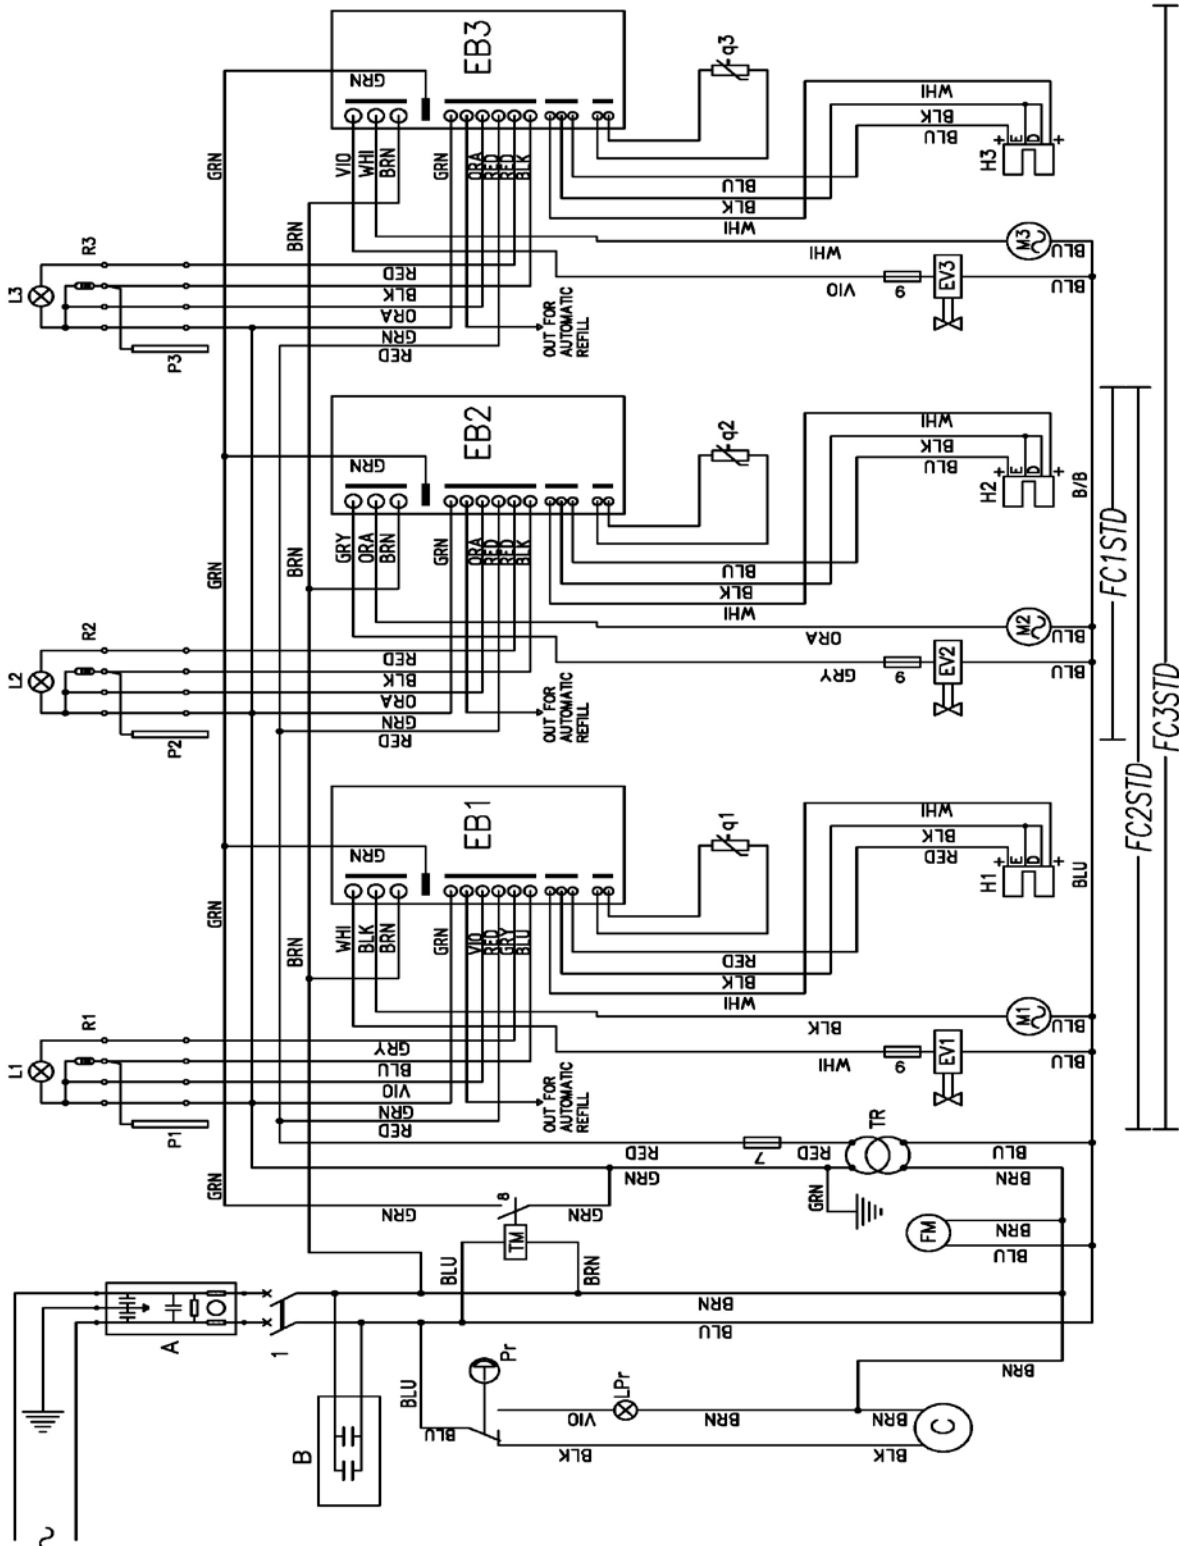 L3
R3
P3
GRN
BRN
VIO
WHI
BRN
GRN
ORA
RED
RED
BLK
GRN
EB3
q3
RED
BLK
ORA
GRN
RED
OUT FOR
AUTOMATIC
REFILL
BLU
BLK
WHI
WHI
VIO
9
EV3
M3
BLU
BLU
WHI
BLK
BLU
H3
+
E
D
+
L2
R2
P2
GRN
BRN
GRY
ORA
BRN
GRN
ORA
RED
RED
BLK
GRN
EB2
q2
RED
BLK
ORA
GRN
RED
OUT FOR
AUTOMATIC
REFILL
BLU
BLK
WHI
ORA
GRY
9
EV2
M2
BLU
BLU
WHI
BLK
BLU
H2
+
E
D
+
B/B
FC1STD
FC2STD
FC3STD
L1
R1
P1
GRN
BRN
WHI
BLK
BRN
GRN
VIO
RED
GRY
BLU
GRN
EB1
q1
GRY
BLU
VIO
GRN
RED
OUT FOR
AUTOMATIC
REFILL
RED
BLK
WHI
BLK
WHI
9
EV1
M1
BLU
BLU
WHI
BLK
RED
H1
+
E
D
+
BLU
GRN
GRN
8
GRN
TM
BLU
BRN
RED
GRN
7
RED
TR
GRN
BLU
BRN
FM
BRN
BLU
A
1
B
BRN
BLU
BLU
BLU
Pr
VIO
LPr
BRN
BRN
BRN
C
BLK
BLK
~